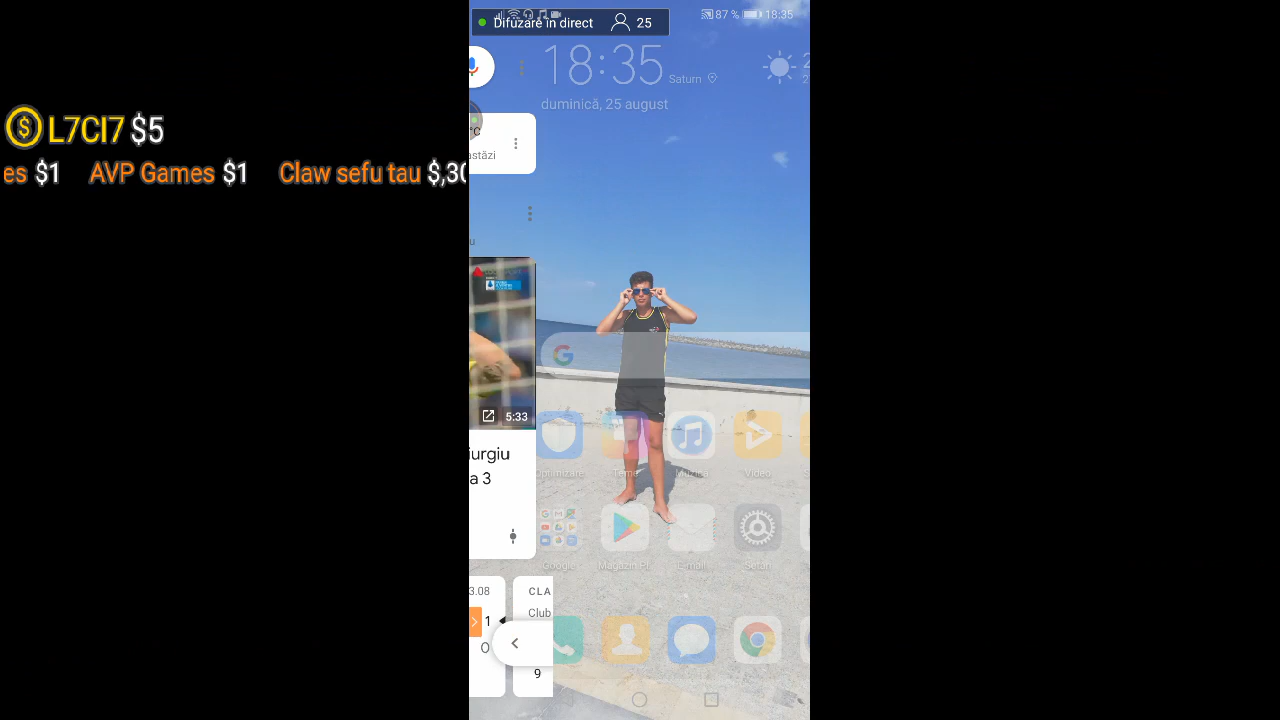 Difuzare în direct 25
87 % 18:35
18:35
Saturn
duminică, 25 august
L7CI7 $5
es $1 AVP Games $1 Claw sefu tau $,30
°C
astăzi
u
5:33
iurgiu
a 3
Optimizare Teme Muzică Video
Google Magazin Pl E-mail Setări
3.08
CLA
1
Club
O
9